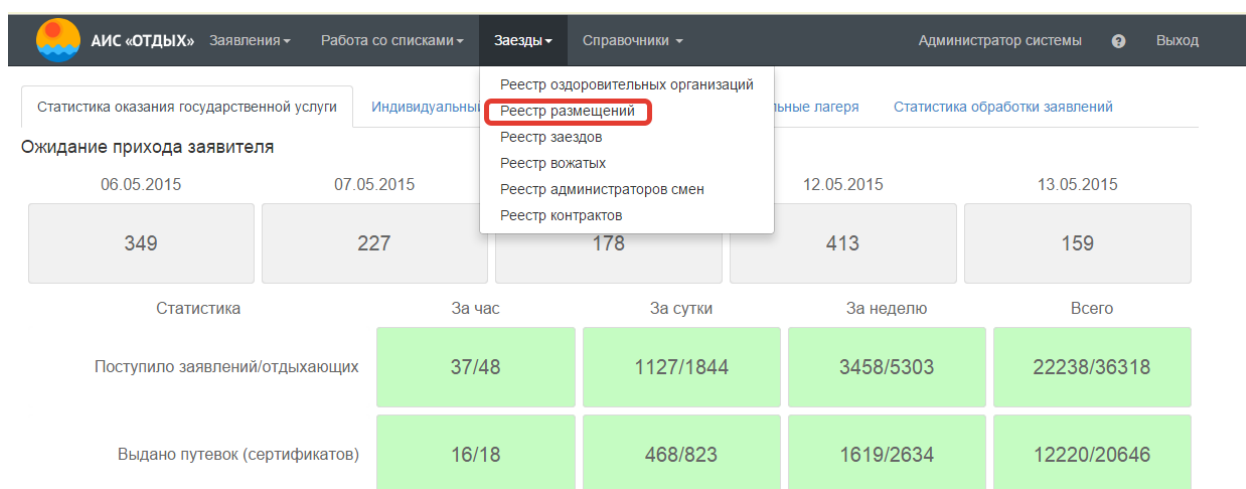 АИС «ОТДЫХ» Заявления Работа со списками Заезды Справочники Администратор системы ? Выход
Реестр оздоровительных организаций
Статистика оказания государственной услуги Индивидуальный лагеря Статистика обработки заявлений
Реестр размещений
Реестр заездов
Ожидание прихода заявителя
Реестр вожатых
06.05.2015 07.05.2015 12.05.2015 13.05.2015
Реестр администраторов смен
Реестр контрактов
349 227 178 413 159
Статистика За час За сутки За неделю Всего
Поступило заявлений/отдыхающих 37/48 1127/1844 3458/5303 22238/36318
Выдано путевок (сертификатов) 16/18 468/823 1619/2634 12220/20646